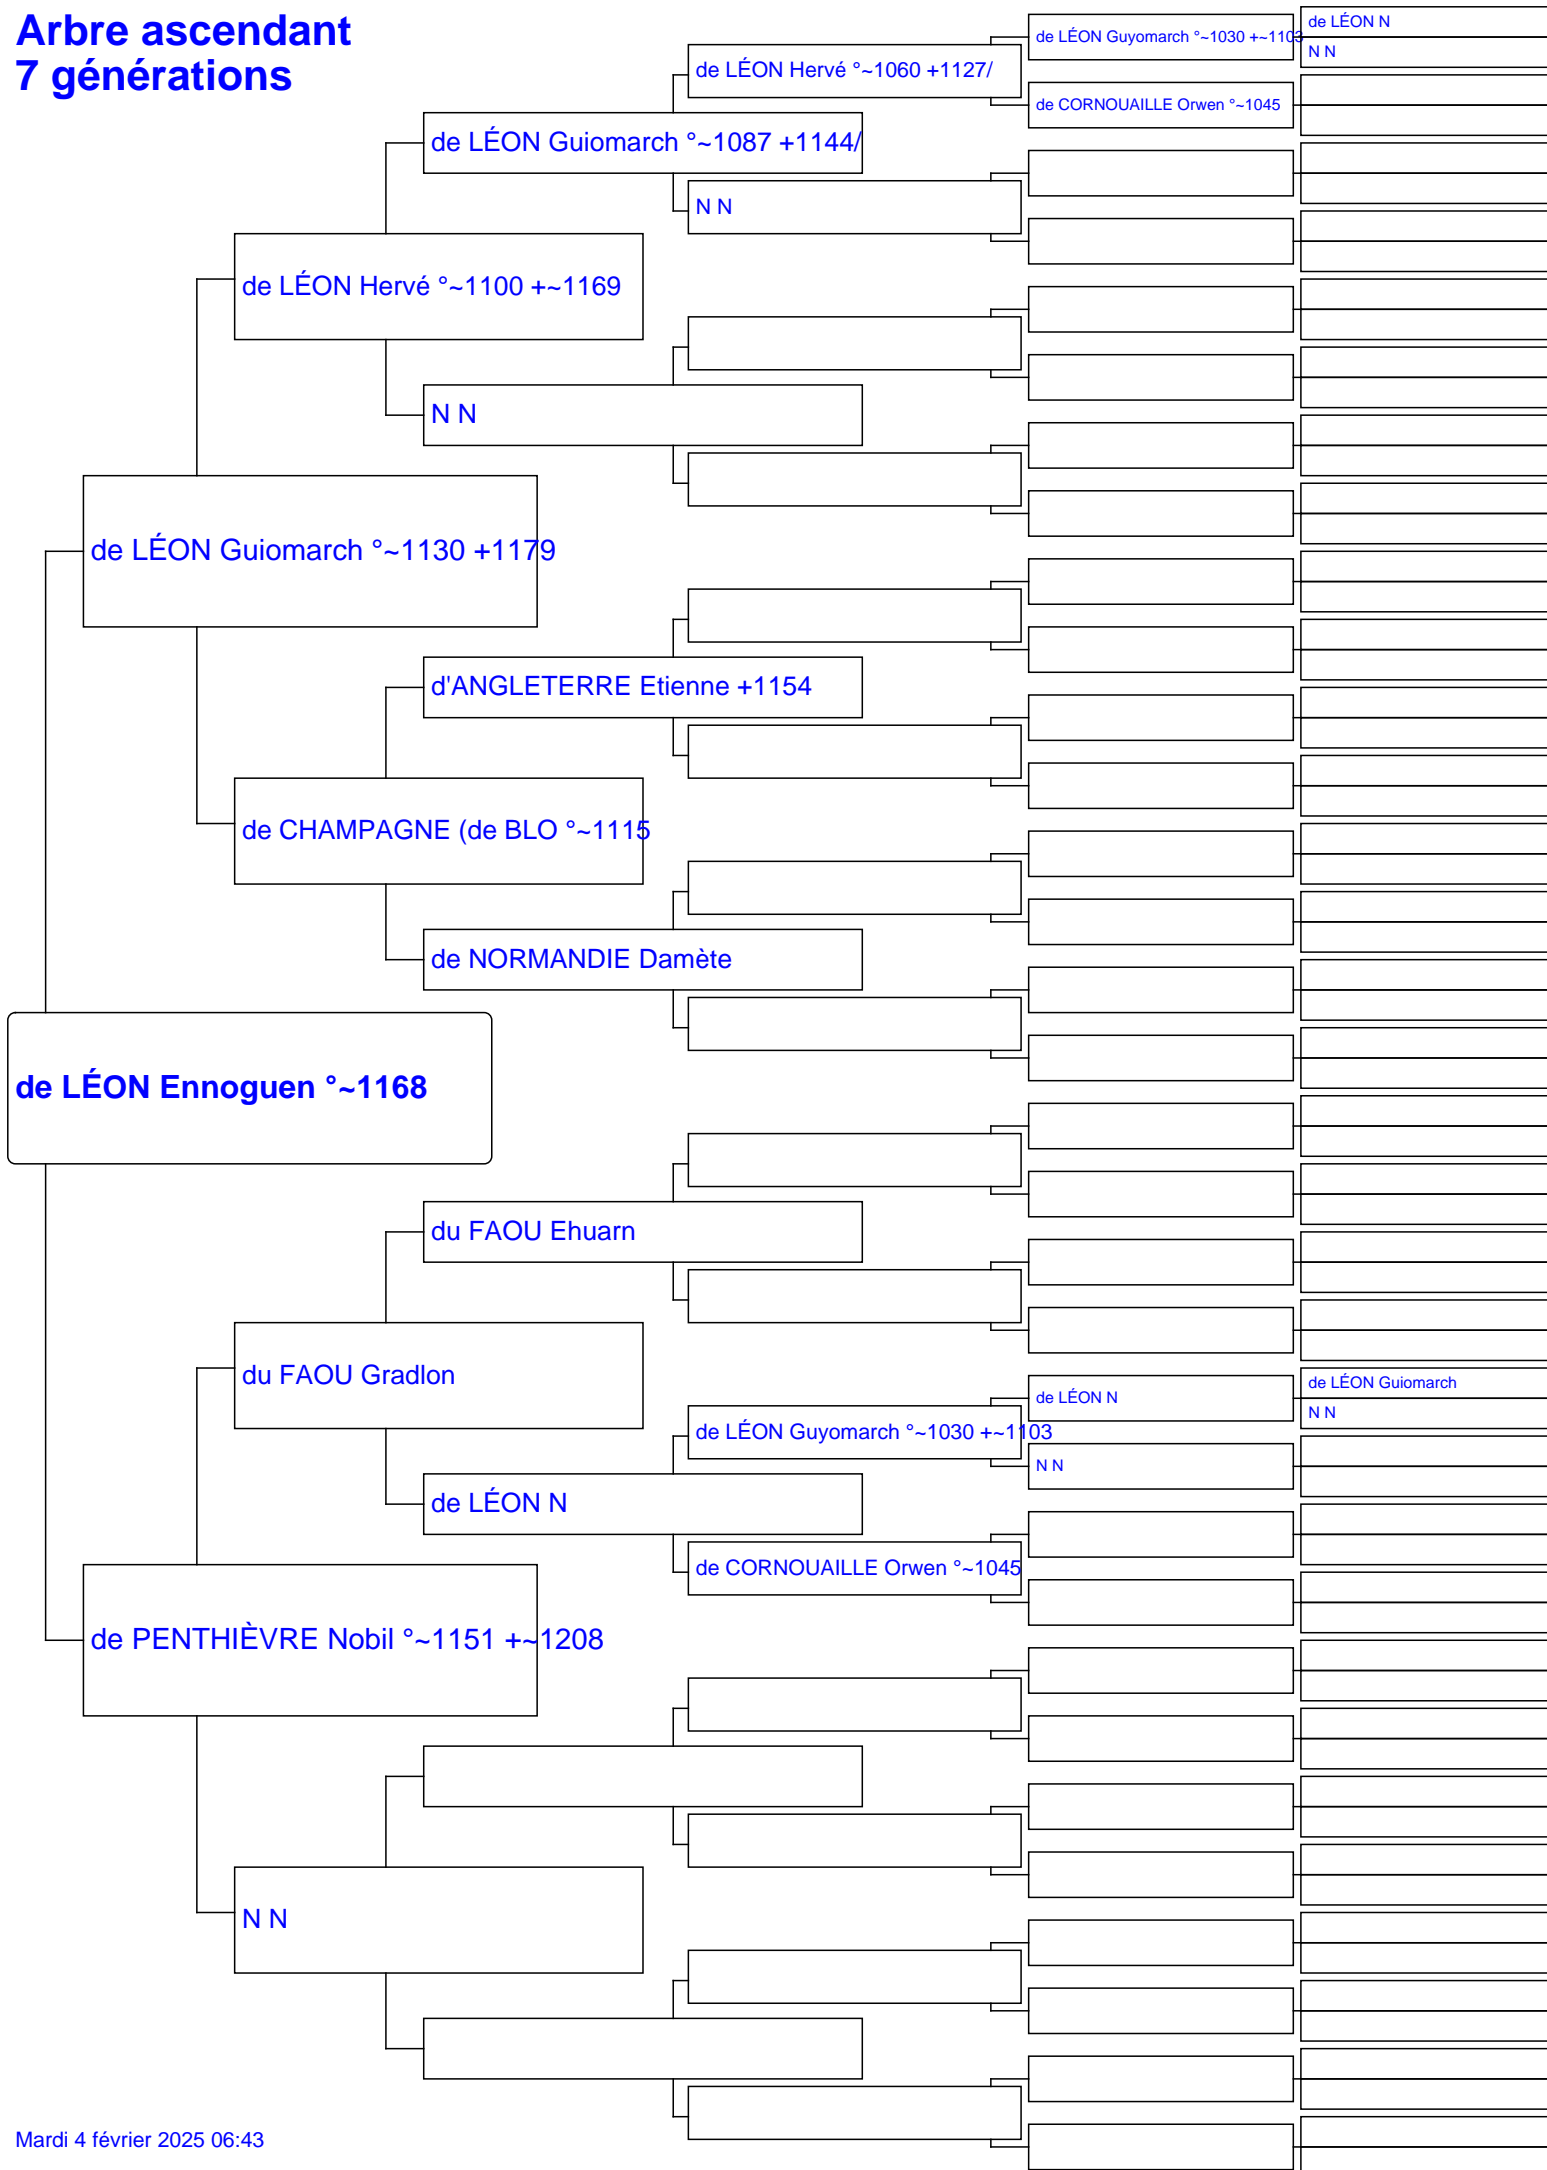 Arbre ascendant
7 générations
de LÉON N
de LÉON Guyomarch °~1030 +~1103
N N
de LÉON Hervé °~1060 +1127/
de CORNOUAILLE Orwen °~1045
de LÉON Guiomarch °~1087 +1144/
N N
de LÉON Hervé °~1100 +~1169
N N
de LÉON Guiomarch °~1130 +1179
d'ANGLETERRE Etienne +1154
de CHAMPAGNE (de BLO °~1115
de NORMANDIE Damète
de LÉON Ennoguen °~1168
du FAOU Ehuarn
du FAOU Gradlon
de LÉON Guiomarch
de LÉON N
N N
de LÉON Guyomarch °~1030 +~1103
N N
de LÉON N
de CORNOUAILLE Orwen °~1045
de PENTHIÈVRE Nobil °~1151 +~1208
N N
Mardi 4 février 2025 06:43